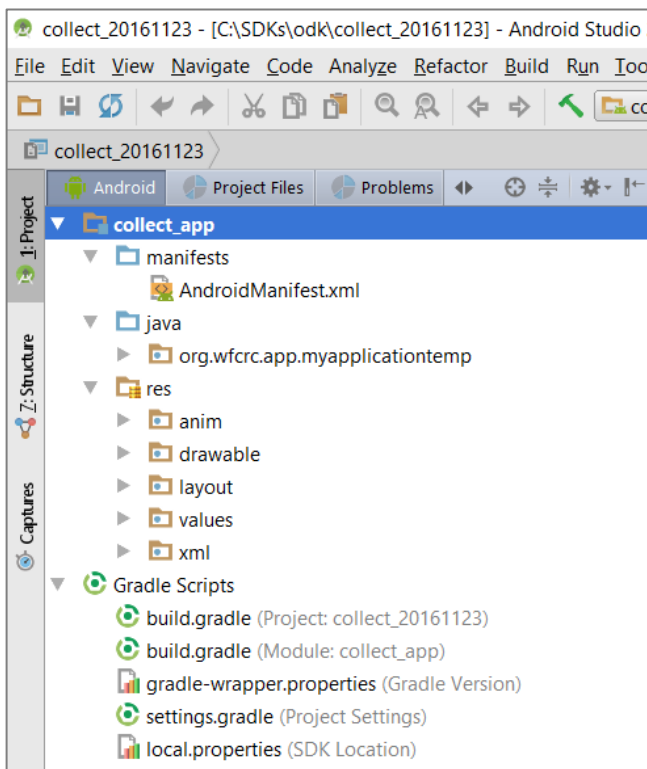 collect_20161123 - [C:\SDKs\odk\collect_20161123] - Android Studio
File Edit View Navigate Code Analyze Refactor Build Run
collect_20161123
Android Project Files Problems
1: Project
Z: Structure
Captures
collect_app
manifests
AndroidManifest.xml
java
org.wfcrc.app.myapplicationtemp
res
anim
drawable
layout
values
xml
Gradle Scripts
build.gradle (Project: collect_20161123)
build.gradle (Module: collect_app)
gradle-wrapper.properties (Gradle Version)
settings.gradle (Project Settings)
local.properties (SDK Location)